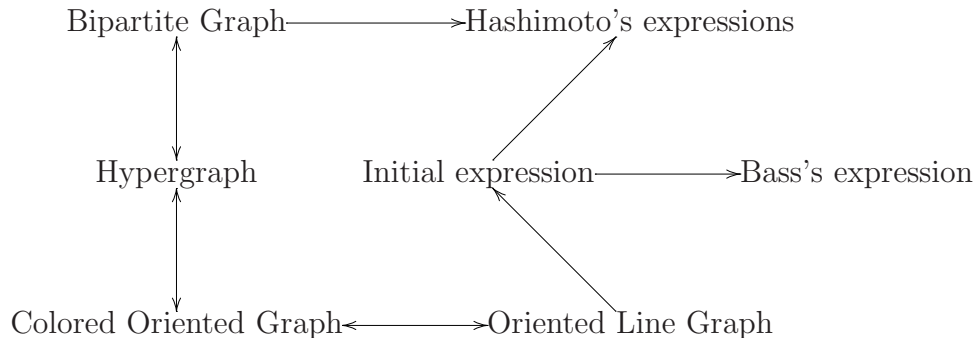 Bipartite Graph Hashimoto's expressions
Hypergraph Initial expression Bass's expression
Colored Oriented Graph Oriented Line Graph